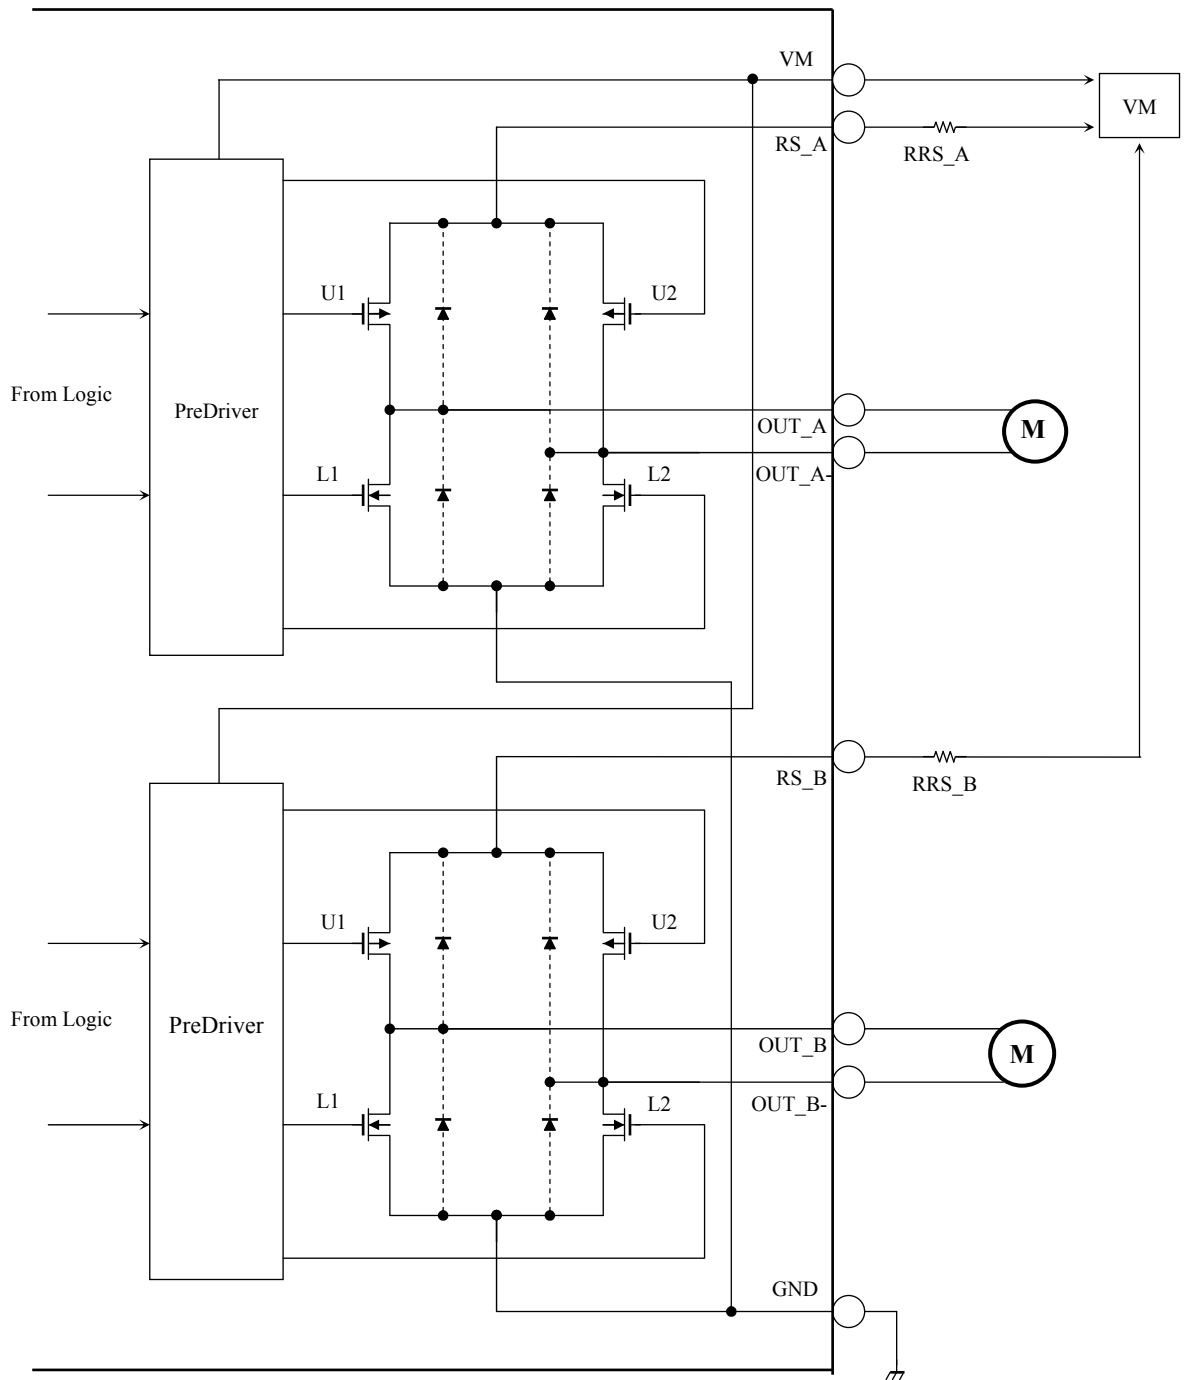 VM
VM
RS_A
RRS_A
U1
U2
From Logic
PreDriver
OUT_A
M
L1
L2
OUT_A-
RS_B
RRS_B
U1
U2
From Logic
PreDriver
OUT_B
M
L1
L2
OUT_B-
GND